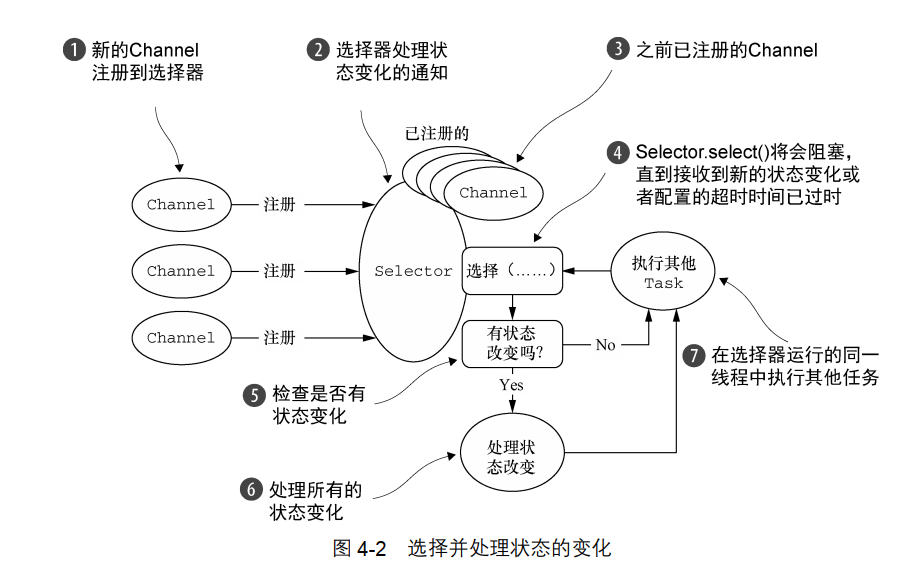 1 新的Channel
注册到选择器
2 选择器处理状
态变化的通知
3 之前已注册的Channel
已注册的
Channel
4 Selector.select()将会阻塞，
直到接收到新的状态变化或
者配置的超时时间已过时
Channel
注册
Channel
注册
Channel
注册
Selector
选择（……）
执行其他
Task
有状态
改变吗?
No
Yes
5 检查是否有
状态变化
7 在选择器运行的同一
线程中执行其他任务
处理状
态改变
6 处理所有的
状态变化
图 4-2 选择并处理状态的变化